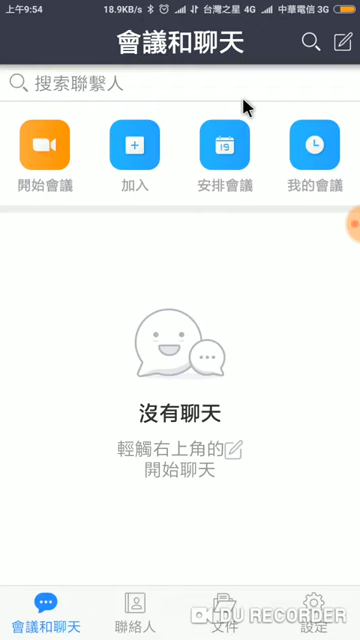 上午9:54 18.9KB/s 台灣之星 4G 中華電信 3G
會議和聊天
搜索聯繫人
19
開始會議 加入 安排會議 我的會議
沒有聊天
輕觸右上角的
開始聊天
會議和聊天 聯絡人 文件 設定
DU RECORDER